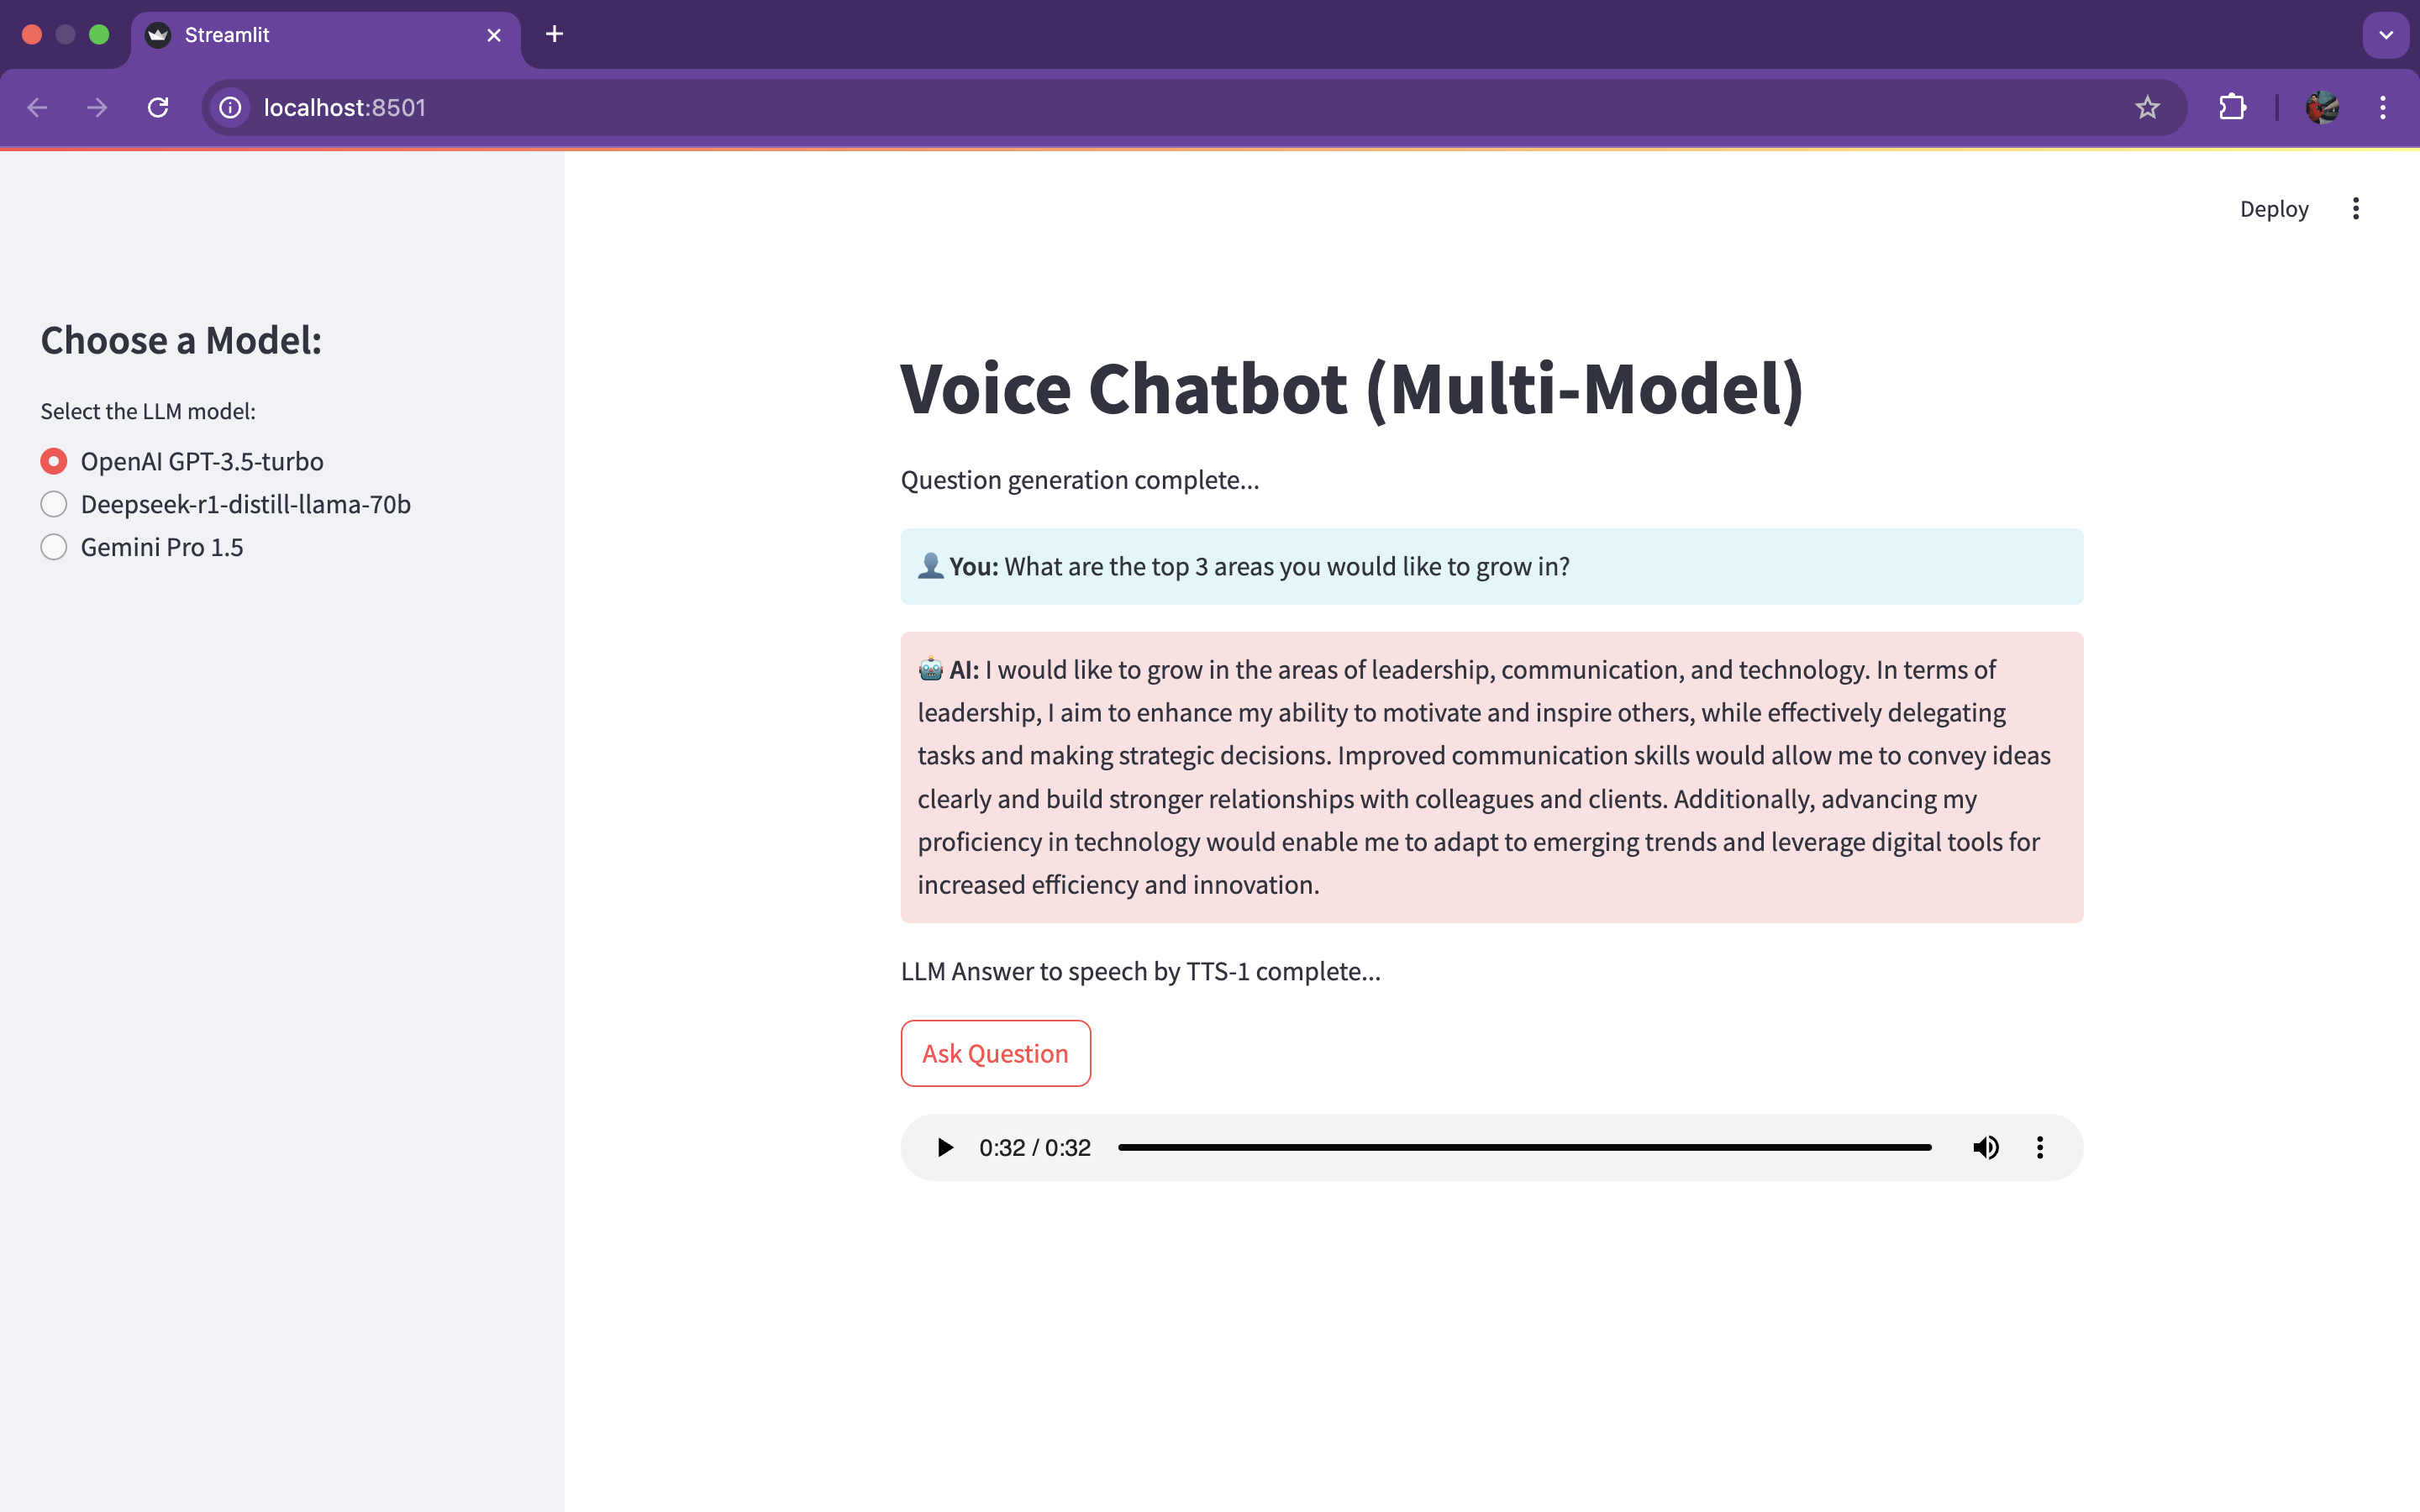 Streamlit
localhost:8501
Deploy
Choose a Model:
Select the LLM model:
OpenAI GPT-3.5-turbo
Deepseek-r1-distill-llama-70b
Gemini Pro 1.5
Voice Chatbot (Multi-Model)
Question generation complete...
You: What are the top 3 areas you would like to grow in?
AI: I would like to grow in the areas of leadership, communication, and technology. In terms of
leadership, I aim to enhance my ability to motivate and inspire others, while effectively delegating
tasks and making strategic decisions. Improved communication skills would allow me to convey ideas
clearly and build stronger relationships with colleagues and clients. Additionally, advancing my
proficiency in technology would enable me to adapt to emerging trends and leverage digital tools for
increased efficiency and innovation.
LLM Answer to speech by TTS-1 complete...
Ask Question
0:32 / 0:32